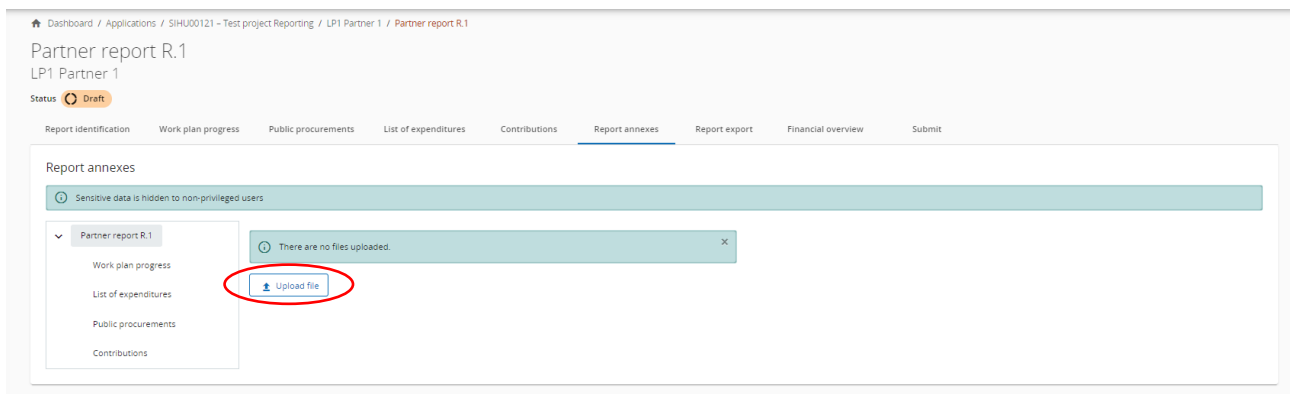 Dashboard / Applications / SIHU00121 – Test project Reporting / LP1 Partner 1 / Partner report R.1
Partner report R.1
LP1 Partner 1
Status Draft
Report identification Work plan progress Public procurements List of expenditures Contributions Report annexes Report export Financial overview Submit
Report annexes
Sensitive data is hidden to non-privileged users
Partner report R.1
There are no files uploaded.
Work plan progress
Upload file
List of expenditures
Public procurements
Contributions